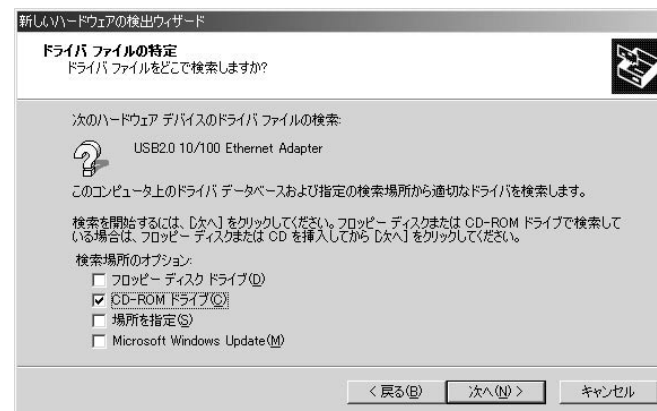 新しいハードウェアの検出ウィザード
ドライバ ファイルの特定
ドライバ ファイルをどこで検索しますか?
次のハードウェア デバイスのドライバ ファイルの検索:
USB2.0 10/100 Ethernet Adapter
このコンピュータ上のドライバ データベースおよび指定の検索場所から適切なドライバを検索します。
検索を開始するには、[次へ] をクリックしてください。フロッピー ディスクまたは CD-ROM ドライブで検索して
いる場合は、フロッピー ディスクまたは CD を挿入してから [次へ] をクリックしてください。
検索場所のオプション:
フロッピー ディスク ドライブ(D)
CD-ROM ドライブ(C)
場所を指定(S)
Microsoft Windows Update(M)
< 戻る(B) 次へ(N) > キャンセル